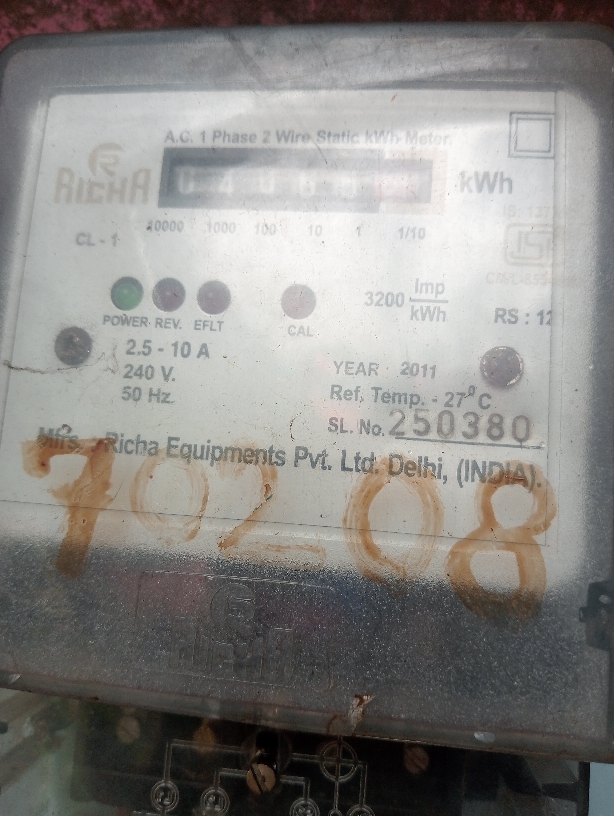 A.C. 1 Phase 2 Wire Static kWh Meter.
RICHA
kWh
10000 1000 100 10 1 1/10
CL - 1
3200 Imp
kWh
POWER REV. EFLT
CAL
RS : 12
2.5 - 10 A
240 V.
50 Hz.
YEAR : 2011
Ref. Temp. - 27°C
SL. No. 250380
Mfrs. Richa Equipments Pvt. Ltd. Delhi, (INDIA).
70208
RICHA